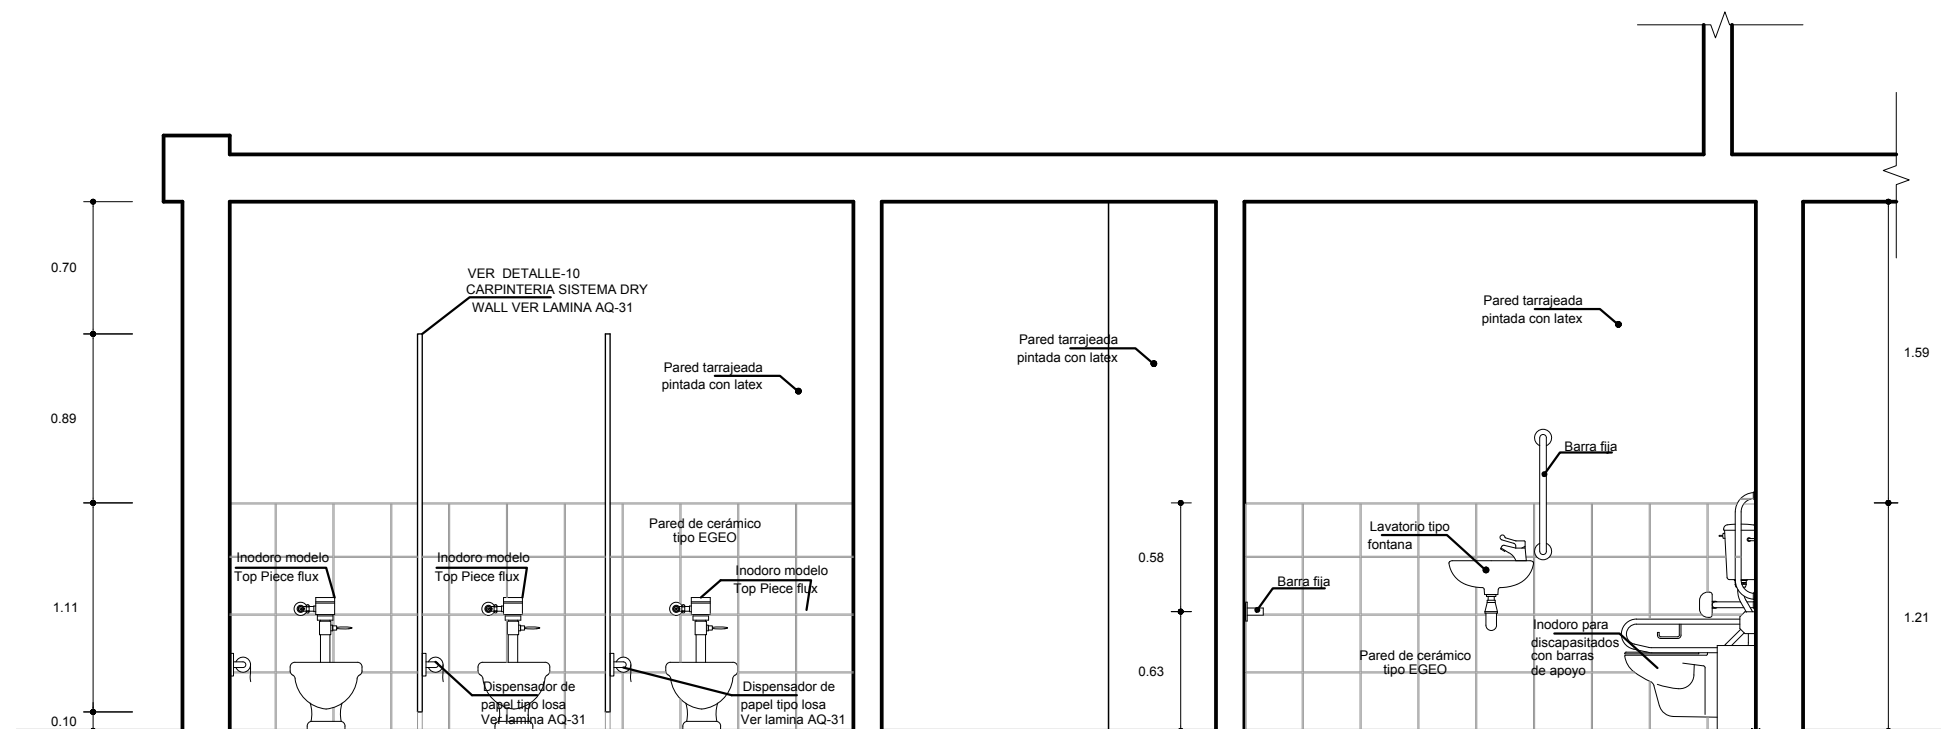 0.70
0.89
1.11
0.10
VER DETALLE-10
CARPINTERIA SISTEMA DRY
WALL VER LAMINA AQ-31
Pared tarrajeada
pintada con latex
Pared de cerámico
tipo EGEO
Inodoro modelo
Top Piece flux
Inodoro modelo
Top Piece flux
Inodoro modelo
Top Piece flux
Dispensador de
papel tipo losa
Ver lamina AQ-31
Dispensador de
papel tipo losa
Ver lamina AQ-31
Pared tarrajeada
pintada con latex
0.58
0.63
Pared tarrajeada
pintada con latex
Barra fija
Lavatorio tipo
fontana
Barra fija
Pared de cerámico
tipo EGEO
Inodoro para
discapasitados
con barras
de apoyo
1.59
1.21